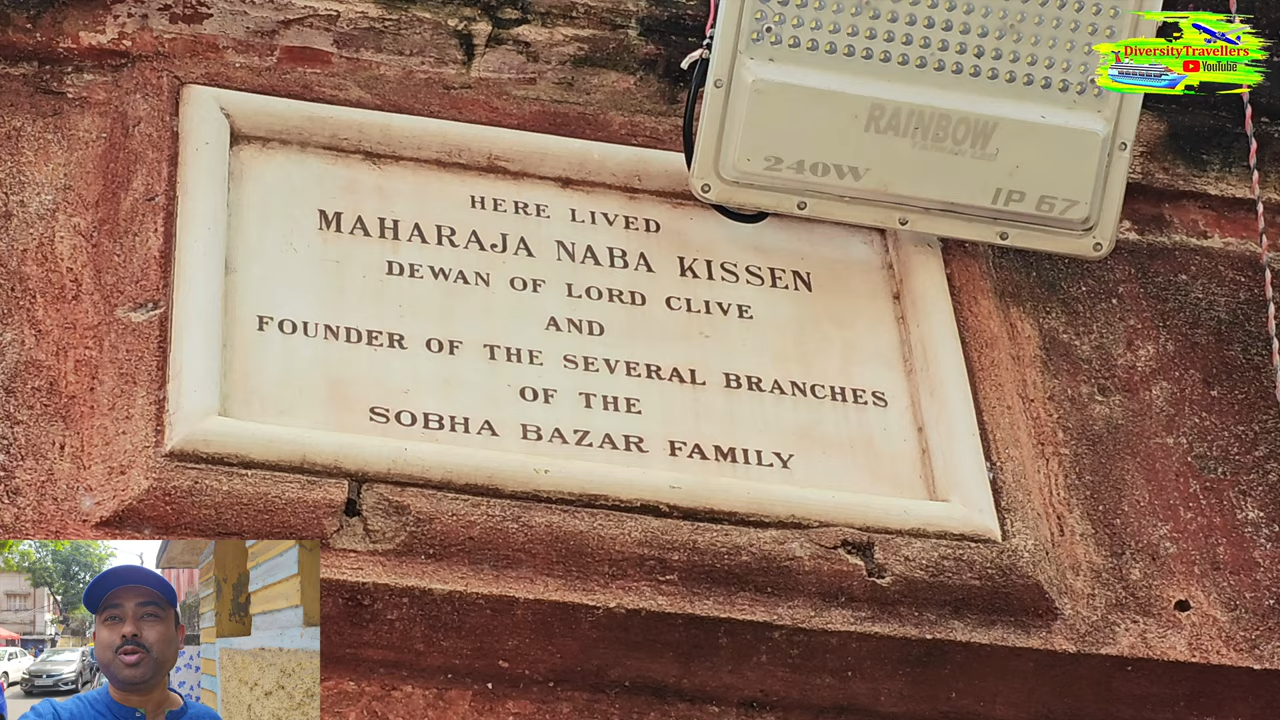 DiversityTravellers
YouTube
RAINBOW
240W
IP 67
HERE LIVED
MAHARAJA NABA KISSEN
DEWAN OF LORD CLIVE
AND
FOUNDER OF THE SEVERAL BRANCHES
OF THE
SOBHA BAZAR FAMILY